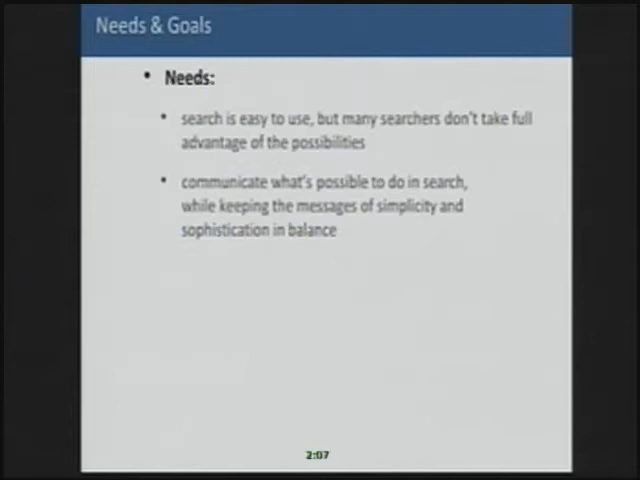 Needs & Goals
• Needs:
• search is easy to use, but many searchers don't take full
advantage of the possibilities
• communicate what's possible to do in search,
while keeping the messages of simplicity and
sophistication in balance
2:07